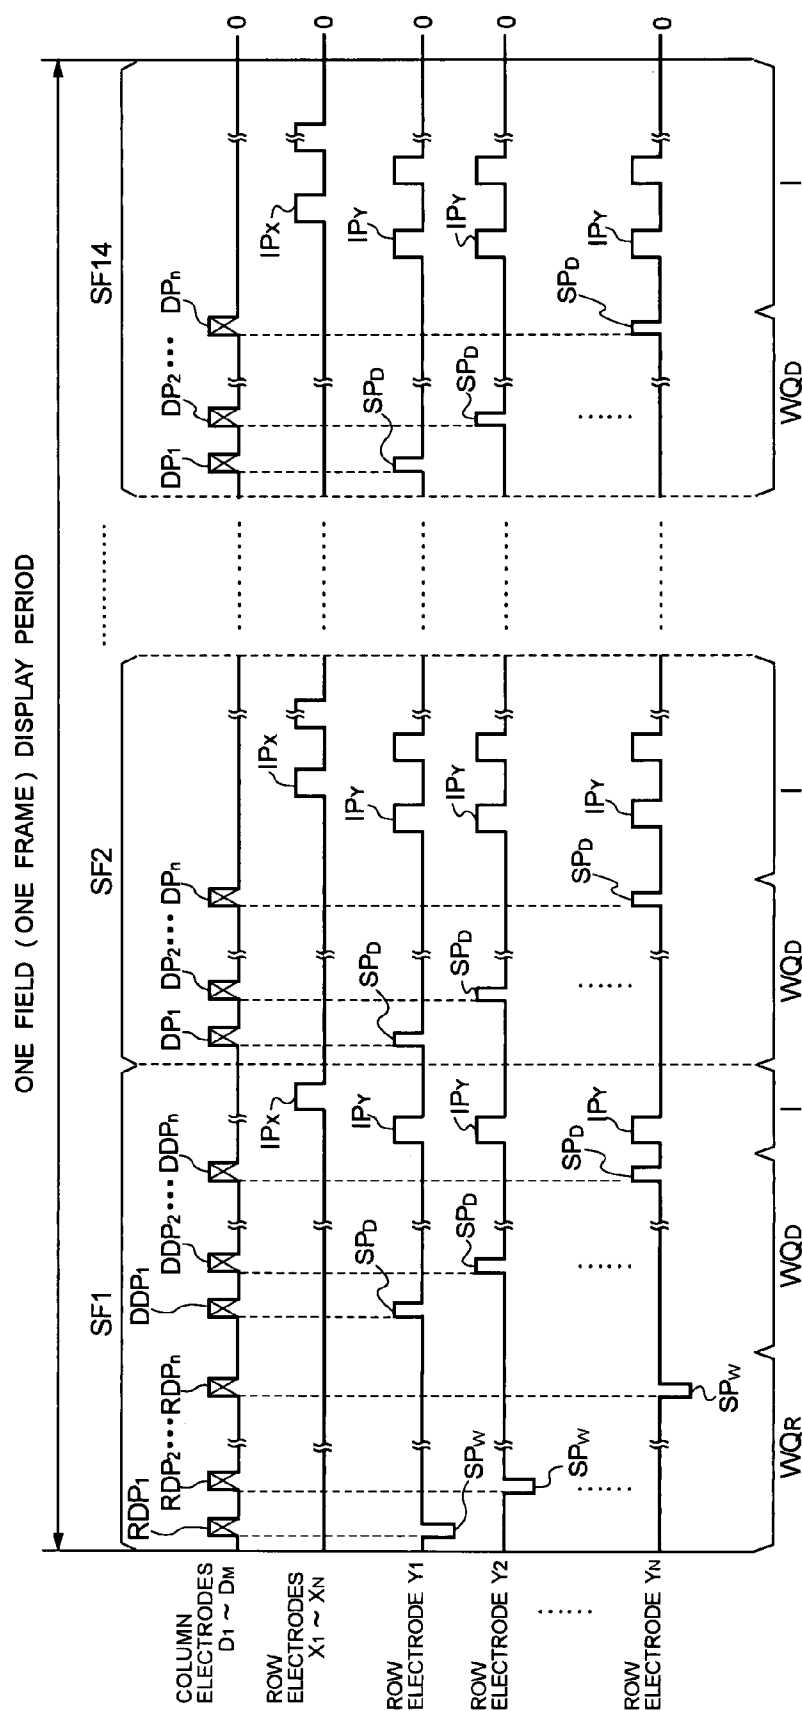 ONE FIELD (ONE FRAME) DISPLAY PERIOD
SF1
SF2
........
SF14
COLUMN
ELECTRODES
D1 ~ DM
RDP1
RDP2•••RDPn
DDP1
DDP2•••DDPn
DP1
DP2•••DPn
DP1
DP2•••DPn
0
ROW
ELECTRODES
X1 ~ XN
IPX
IPX
IPX
0
ROW
ELECTRODE Y1
SPW
SPD
IPY
SPD
IPY
SPD
IPY
0
ROW
ELECTRODE Y2
SPW
SPD
IPY
SPD
IPY
SPD
IPY
0
ROW
ELECTRODE YN
SPW
SPD
IPY
SPD
IPY
SPD
IPY
0
WQR
WQD
I
WQD
I
WQD
I